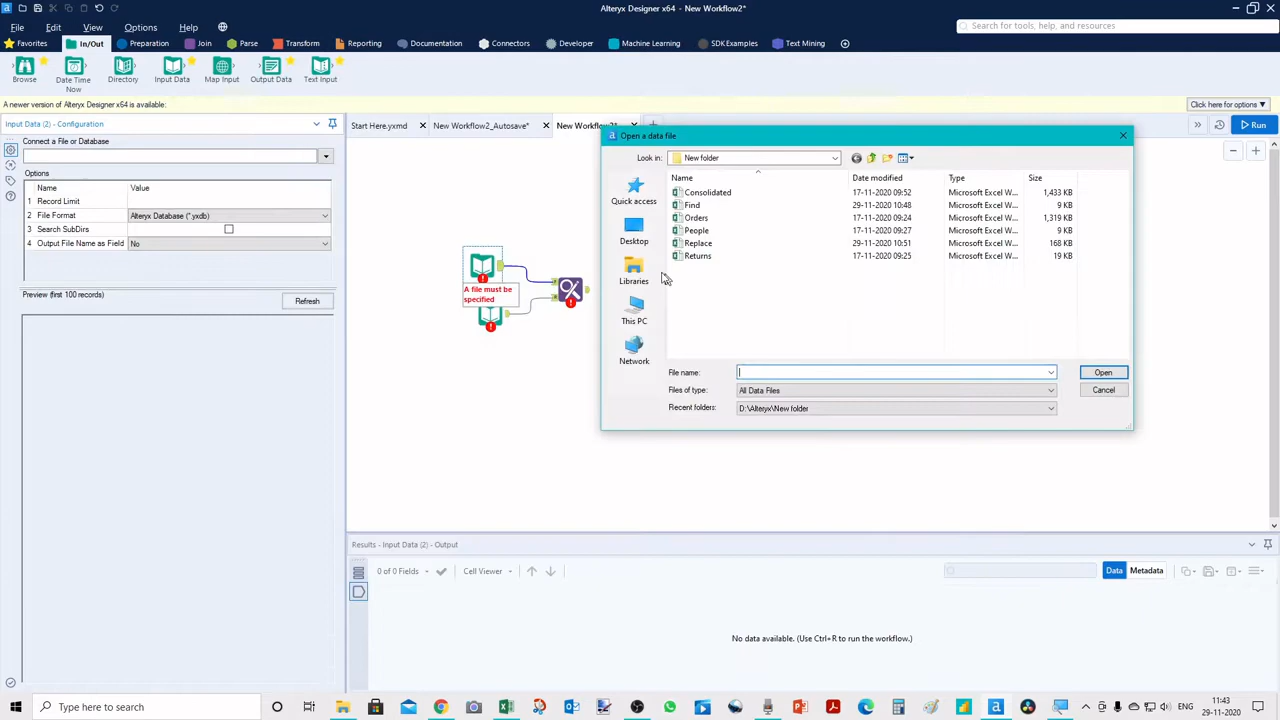 Alteryx Designer x64 - New Workflow2*
File Edit View Options Help
Search for tools, help, and resources
Favorites In/Out Preparation Join Parse Transform Reporting Documentation Connectors Developer Machine Learning SDKExamples Text Mining
Browse Date Time Now Directory Input Data Map Input Output Data Text Input
A newer version of Alteryx Designer x64 is available:
Click here for options ▼
Input Data (2) - Configuration
Start Here.yxmd New Workflow2_Autosave* New Workflow2*
Run
Connect a File or Database
Options
Name Value
1 Record Limit
2 File Format Alteryx Database (*.yxdb)
3 Search SubDirs
4 Output File Name as Field No
Preview (first 100 records)
Refresh
A file must be
specified
Open a data file
Look in: New folder
Name Date modified Type Size
Consolidated 17-11-2020 09:52 Microsoft Excel W... 1,433 KB
Find 29-11-2020 10:48 Microsoft Excel W... 9 KB
Orders 17-11-2020 09:24 Microsoft Excel W... 1,319 KB
People 17-11-2020 09:27 Microsoft Excel W... 9 KB
Replace 29-11-2020 10:51 Microsoft Excel W... 168 KB
Returns 17-11-2020 09:25 Microsoft Excel W... 19 KB
Quick access
Desktop
Libraries
This PC
Network
File name: Open
Files of type: All Data Files Cancel
Recent folders: D:\Alteryx\New folder
Results - Input Data (2) - Output
0 of 0 Fields Cell Viewer Data Metadata
No data available. (Use Ctrl+R to run the workflow.)
Type here to search
ENG
11:43
29-11-2020